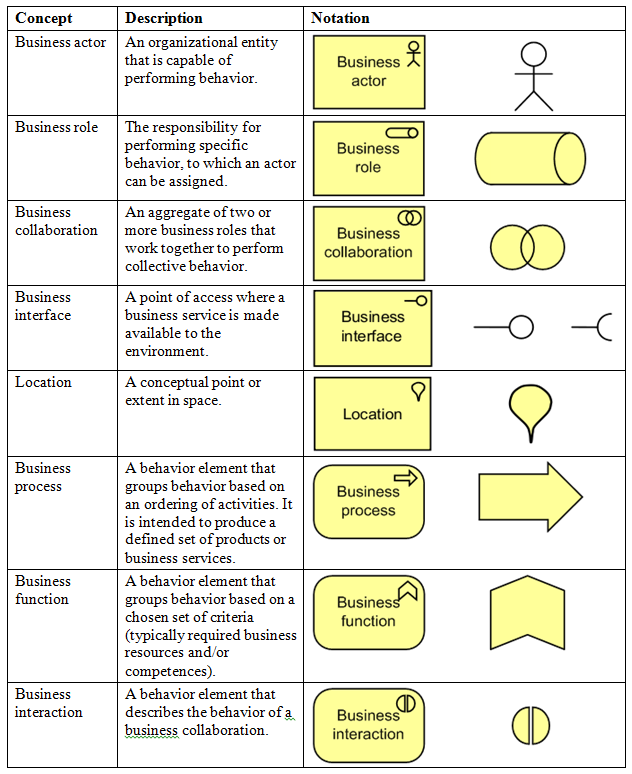 Concept Description Notation
Business actor
An organizational entity
that is capable of
performing behavior.
Business
actor
Business role
The responsibility for
performing specific
behavior, to which an actor
can be assigned.
Business
role
Business
collaboration
An aggregate of two or
more business roles that
work together to perform
collective behavior.
Business
collaboration
Business
interface
A point of access where a
business service is made
available to the
environment.
Business
interface
Location
A conceptual point or
extent in space.
Location
Business
process
A behavior element that
groups behavior based on
an ordering of activities. It
is intended to produce a
defined set of products or
business services.
Business
process
Business
function
A behavior element that
groups behavior based on a
chosen set of criteria
(typically required business
resources and/or
competences).
Business
function
Business
interaction
A behavior element that
describes the behavior of a
business collaboration.
Business
interaction